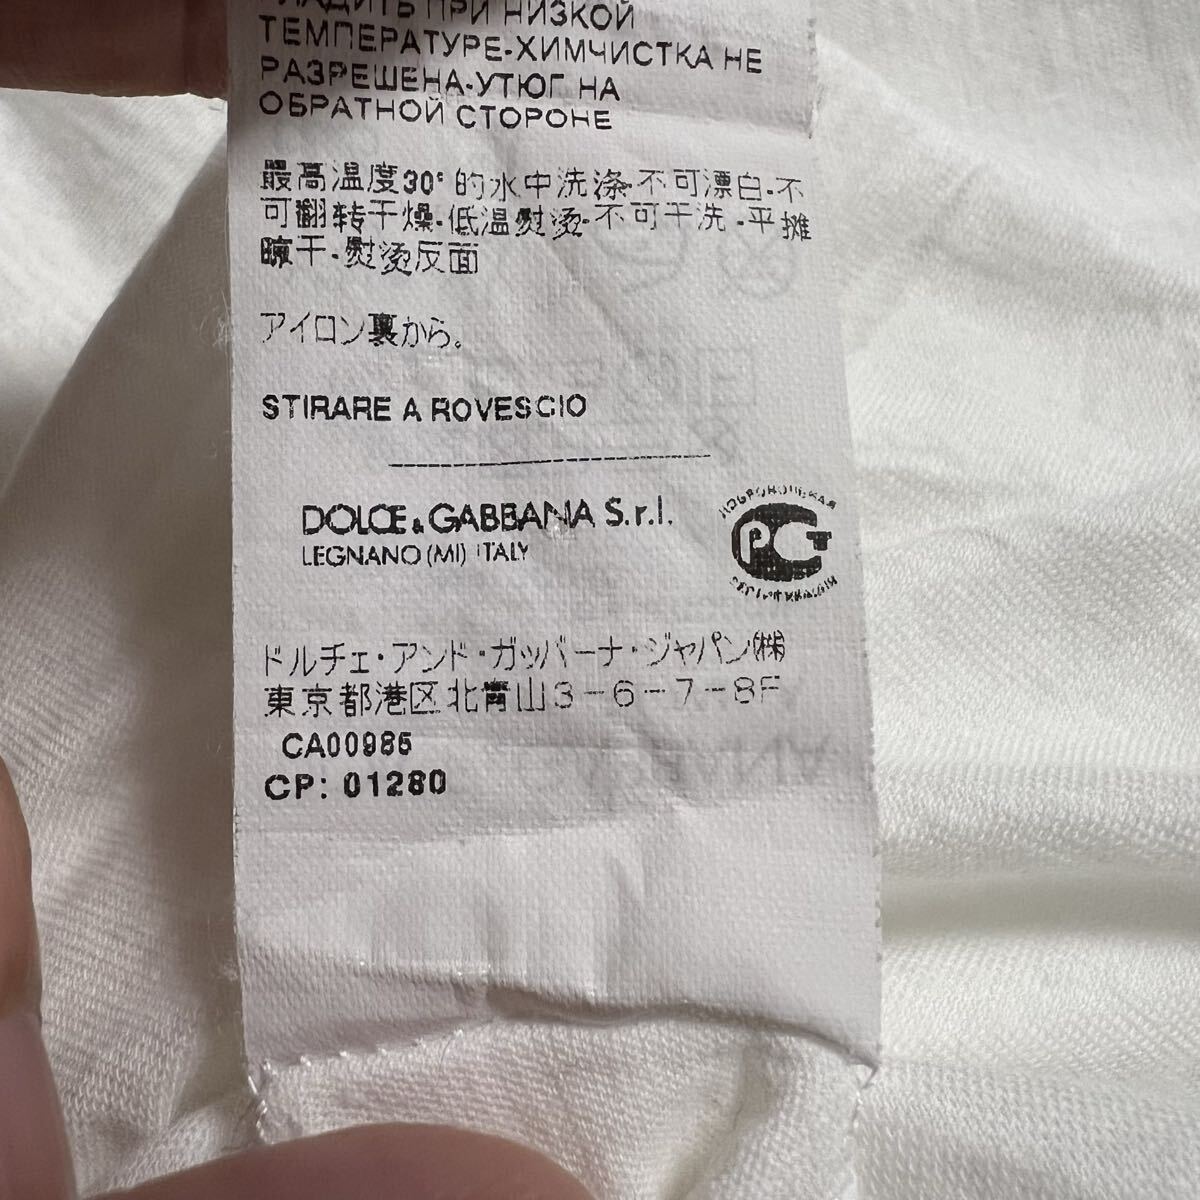 ГЛАДИТЬ ПРИ НИЗКОЙ
ТЕМПЕРАТУРЕ-ХИМЧИСТКА НЕ
РАЗРЕШЕНА-УТЮГ НА
ОБРАТНОЙ СТОРОНЕ
最高温度30°的水中洗涤-不可漂白-不
可翻转干燥-低温熨烫-不可干洗-平摊
晾干-熨烫反面
アイロン裏から。
STIRARE A ROVESCIO
DOLCE & GABBANA S.r.l.
LEGNANO (MI) ITALY
PG
ドルチェ・アンド・ガッバーナ・ジャパン㈱
東京都港区北青山3-6-7-8F
CA00985
CP: 01280